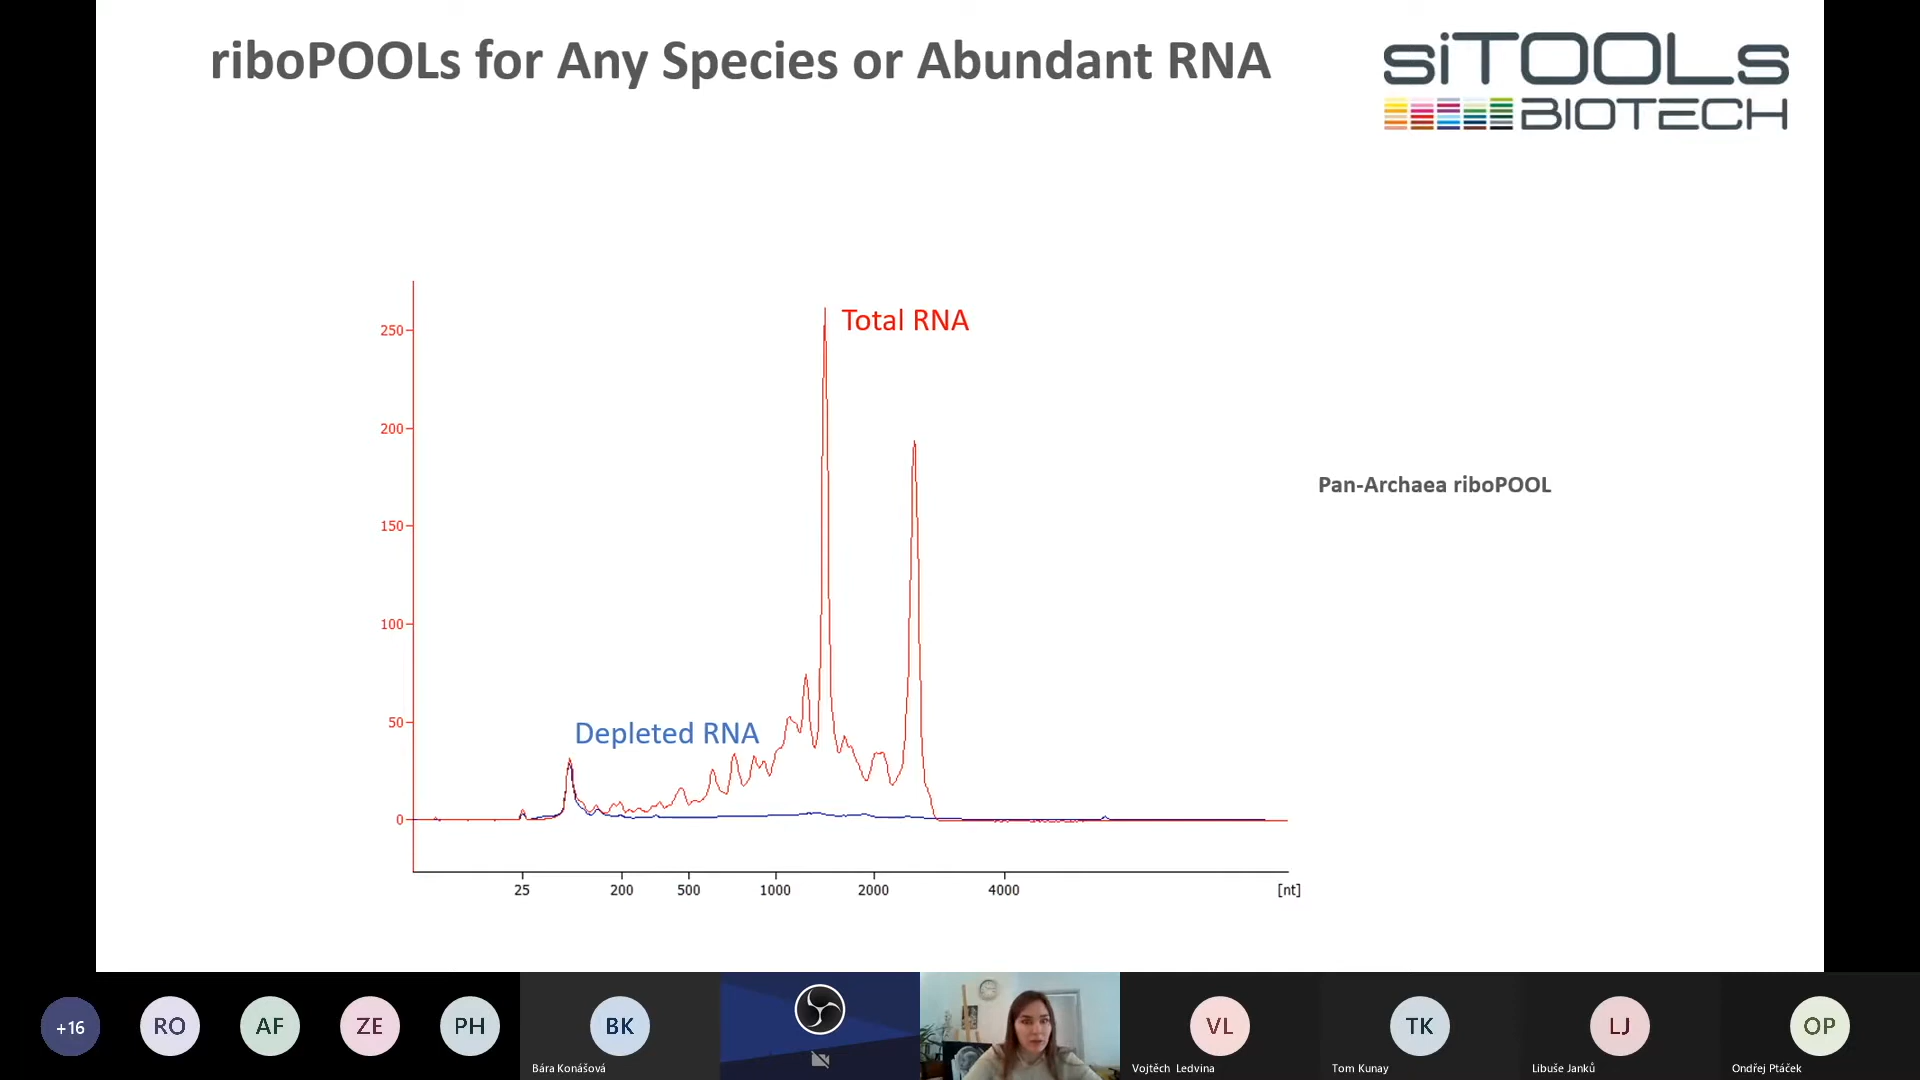 riboPOOLs for Any Species or Abundant RNA
siTOOLs
BIOTECH
Total RNA
250
200
150
100
50
0
Depleted RNA
Pan-Archaea riboPOOL
25 200 500 1000 2000 4000 [nt]
+16 RO AF ZE PH BK VL TK LJ OP
Bára Konášová Vojtěch Ledvina Tom Kunay Libuše Janků Ondřej Ptáček